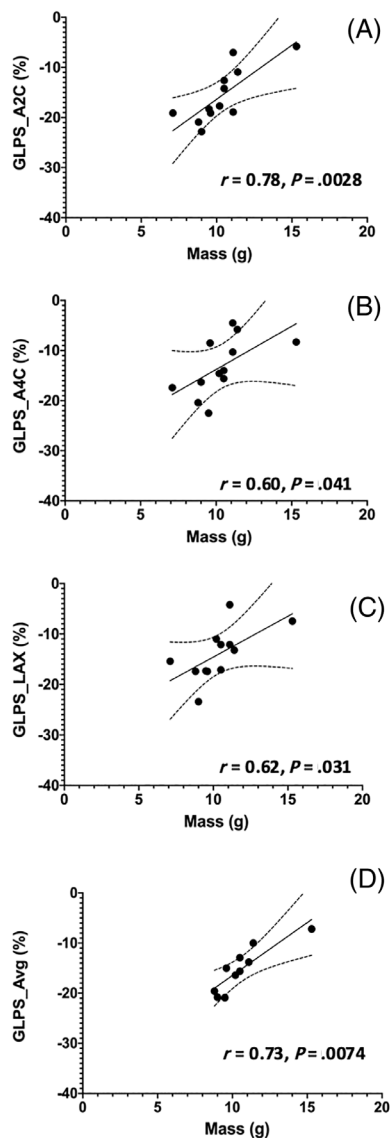 (A)
GLPS_A2C (%)
0
-10
-20
-30
-40
r = 0.78, P = .0028
0 5 10 15 20
Mass (g)
(B)
GLPS_A4C (%)
0
-10
-20
-30
-40
r = 0.60, P = .041
0 5 10 15 20
Mass (g)
(C)
GLPS_LAX (%)
0
-10
-20
-30
-40
r = 0.62, P = .031
0 5 10 15 20
Mass (g)
(D)
GLPS_Avg (%)
0
-10
-20
-30
-40
r = 0.73, P = .0074
0 5 10 15 20
Mass (g)